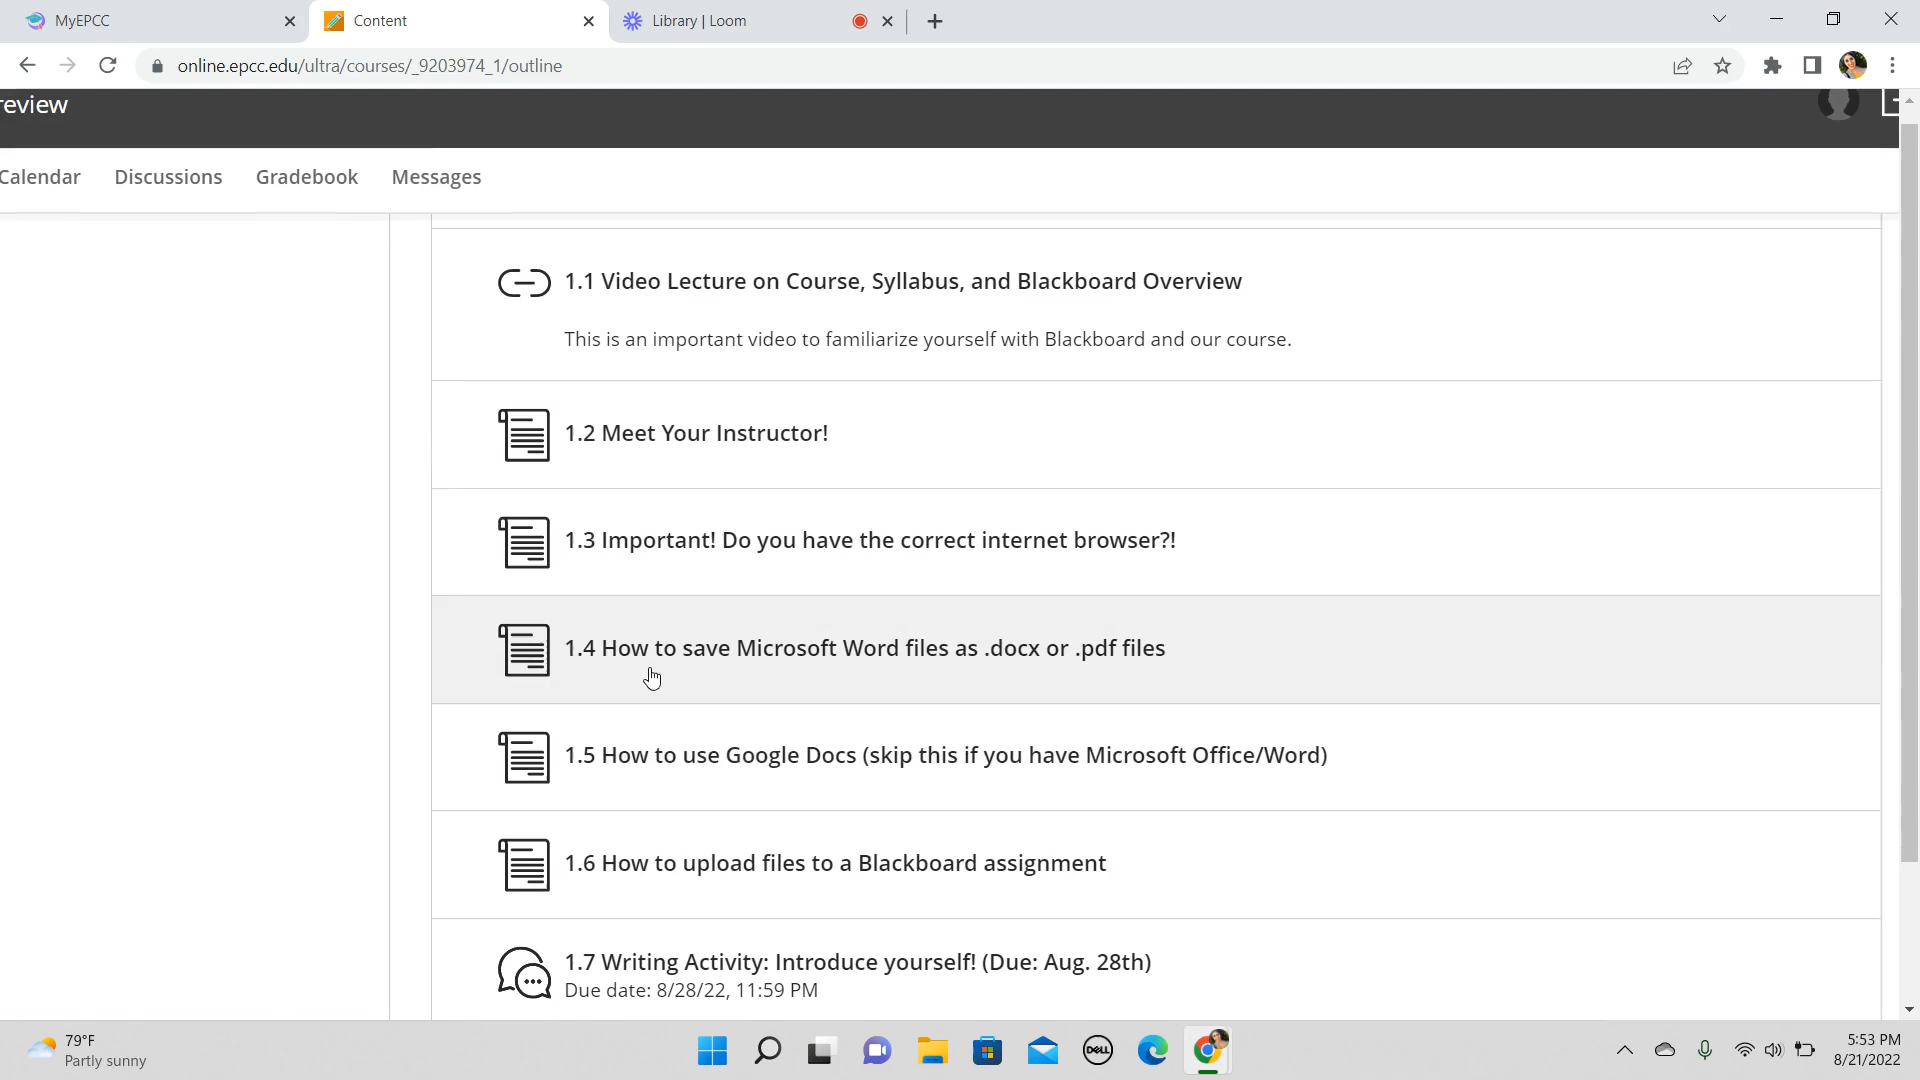 MyEPCC
Content
Library | Loom
online.epcc.edu/ultra/courses/_9203974_1/outline
review
Calendar Discussions Gradebook Messages
1.1 Video Lecture on Course, Syllabus, and Blackboard Overview
This is an important video to familiarize yourself with Blackboard and our course.
1.2 Meet Your Instructor!
1.3 Important! Do you have the correct internet browser?!
1.4 How to save Microsoft Word files as .docx or .pdf files
1.5 How to use Google Docs (skip this if you have Microsoft Office/Word)
1.6 How to upload files to a Blackboard assignment
1.7 Writing Activity: Introduce yourself! (Due: Aug. 28th)
Due date: 8/28/22, 11:59 PM
79°F
Partly sunny
DELL
5:53 PM
8/21/2022